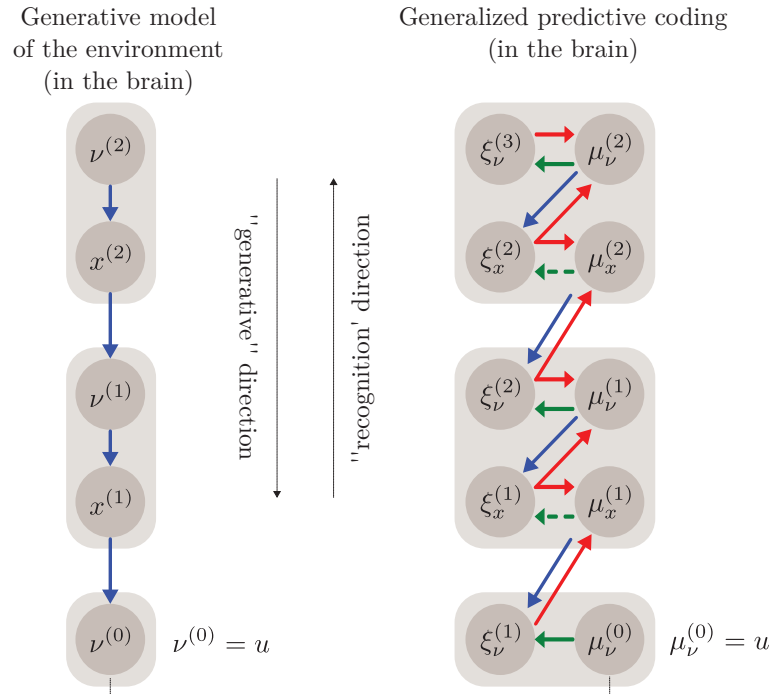 Generative model
of the environment
(in the brain)
Generalized predictive coding
(in the brain)
ν^(2)
x^(2)
ν^(1)
x^(1)
ν^(0)
ν^(0) = u
"generative" direction
"recognition' direction
ξ_ν^(3) μ_ν^(2)
ξ_x^(2) μ_x^(2)
ξ_ν^(2) μ_ν^(1)
ξ_x^(1) μ_x^(1)
ξ_ν^(1) μ_ν^(0)
μ_ν^(0) = u